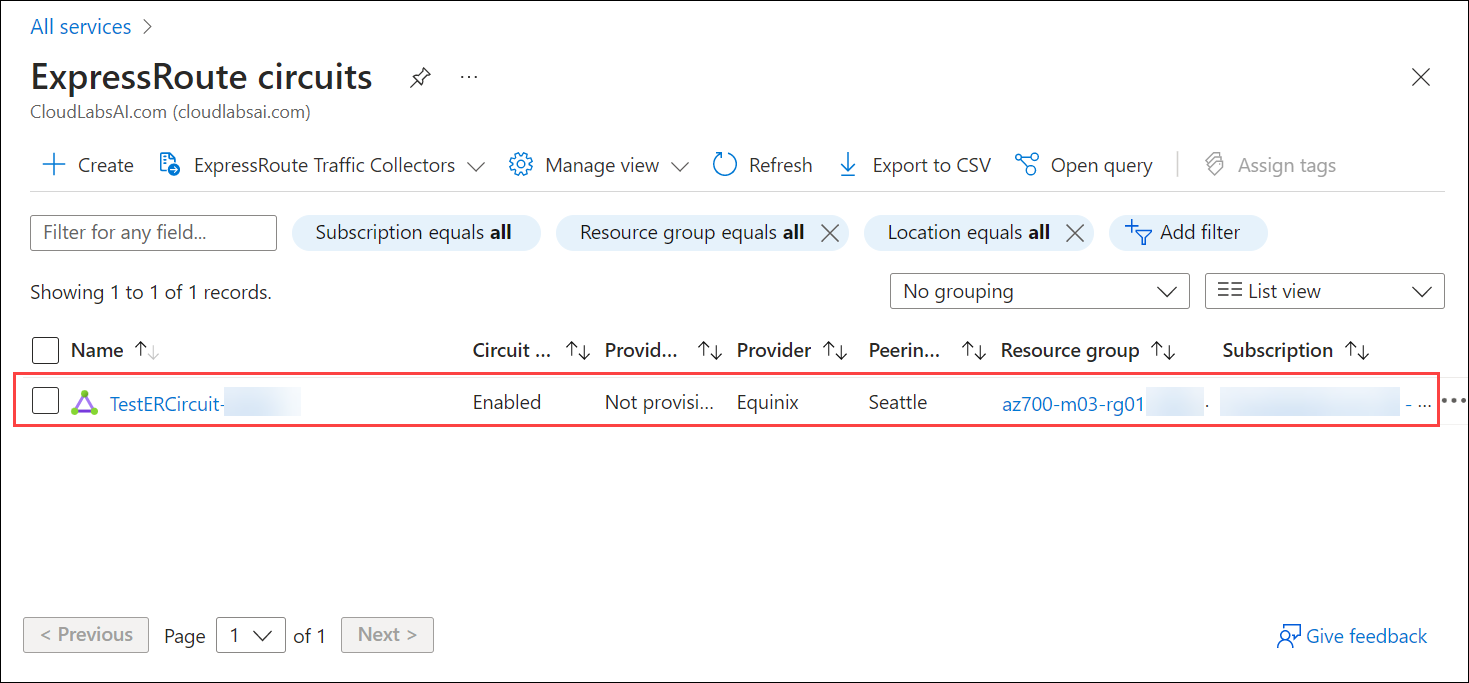 All services >
ExpressRoute circuits ...
CloudLabsAI.com (cloudlabsai.com)
+ Create ExpressRoute Traffic Collectors Manage view Refresh Export to CSV Open query Assign tags
Filter for any field... Subscription equals all Resource group equals all Location equals all Add filter
Showing 1 to 1 of 1 records. No grouping List view
Name Circuit ... Provid... Provider Peerin... Resource group Subscription
TestERCircuit- Enabled Not provisi... Equinix Seattle az700-m03-rg01 . - ... ...
< Previous Page 1 of 1 Next > Give feedback